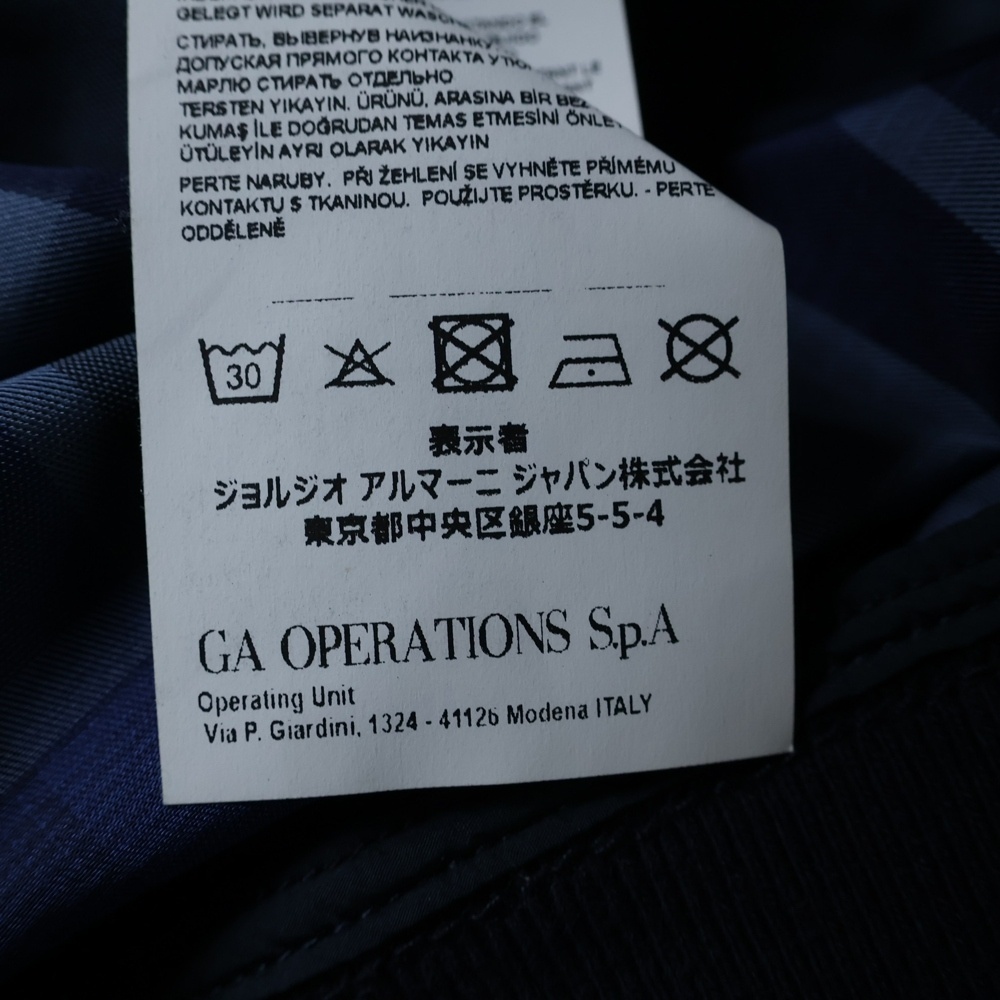 GELEGT WIRD SEPARAT
СТИРАТЬ, ВЫВЕРНУВ НАИЗНАНКУ,
ДОПУСКАЯ ПРЯМОГО КОНТАКТА
МАРЛЮ СТИРАТЬ ОТДЕЛЬНО
TERSTEN YIKAYIN. ÜRÜNÜ, ARASINA BİR
KUMAŞ İLE DOĞRUDAN TEMAS ETMESİNİ
ÜTÜLEYİN AYRI OLARAK YIKAYIN
PERTE NARUBY. PŘI ŽEHLENÍ SE VYHNĚTE PŘÍMÉMU
KONTAKTU S TKANINOU. POUŽIJTE PROSTĚRKU. - PERTE
ODDĚLENĚ
30
表示者
ジョルジオ アルマーニ ジャパン株式会社
東京都中央区銀座5-5-4
GA OPERATIONS S.p.A
Operating Unit
Via P. Giardini, 1324 - 41126 Modena ITALY